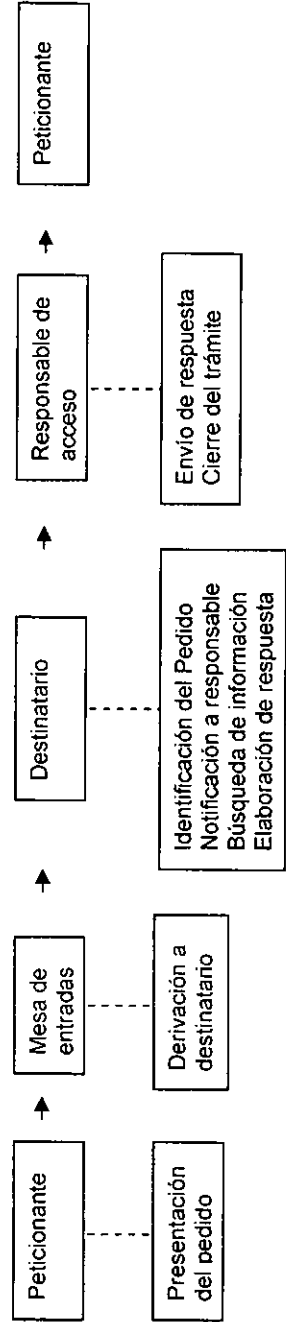 Peticionante
Mesa de
entradas
Destinatario
Responsable de
acceso
Peticionante
Presentación
del pedido
Derivación a
destinatario
Identificación del Pedido
Notificación a responsable
Búsqueda de información
Elaboración de respuesta
Envío de respuesta
Cierre del trámite